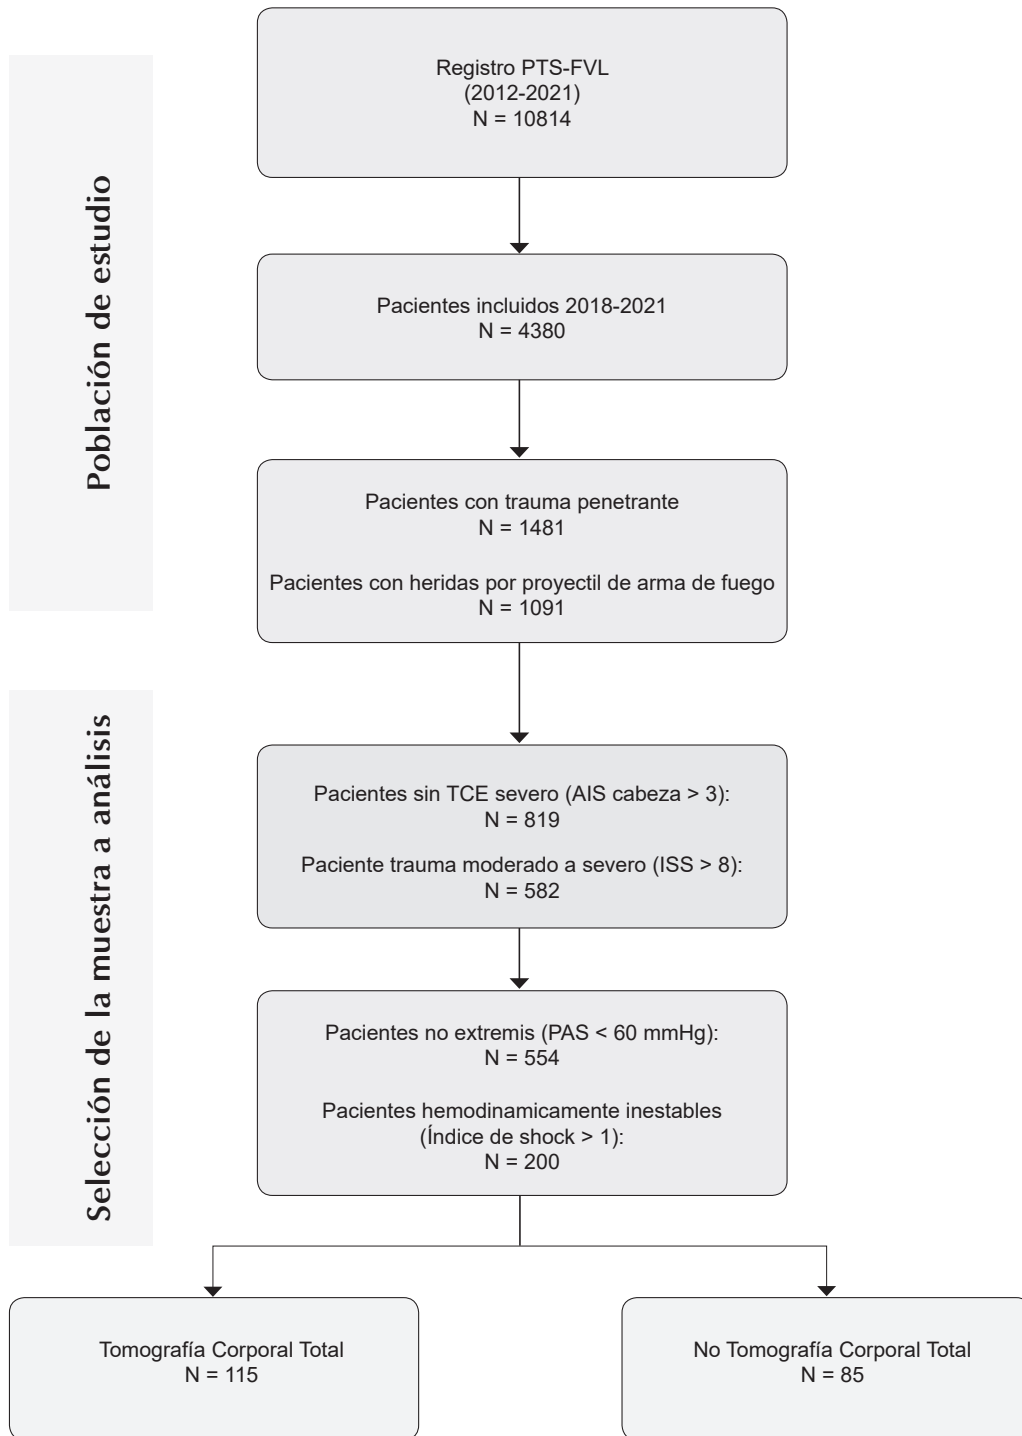 Población de estudio
Registro PTS-FVL
(2012-2021)
N = 10814
Pacientes incluidos 2018-2021
N = 4380
Pacientes con trauma penetrante
N = 1481
Pacientes con heridas por proyectil de arma de fuego
N = 1091
Selección de la muestra a análisis
Pacientes sin TCE severo (AIS cabeza > 3):
N = 819
Paciente trauma moderado a severo (ISS > 8):
N = 582
Pacientes no extremis (PAS < 60 mmHg):
N = 554
Pacientes hemodinamicamente inestables
(Índice de shock > 1):
N = 200
Tomografía Corporal Total
N = 115
No Tomografía Corporal Total
N = 85